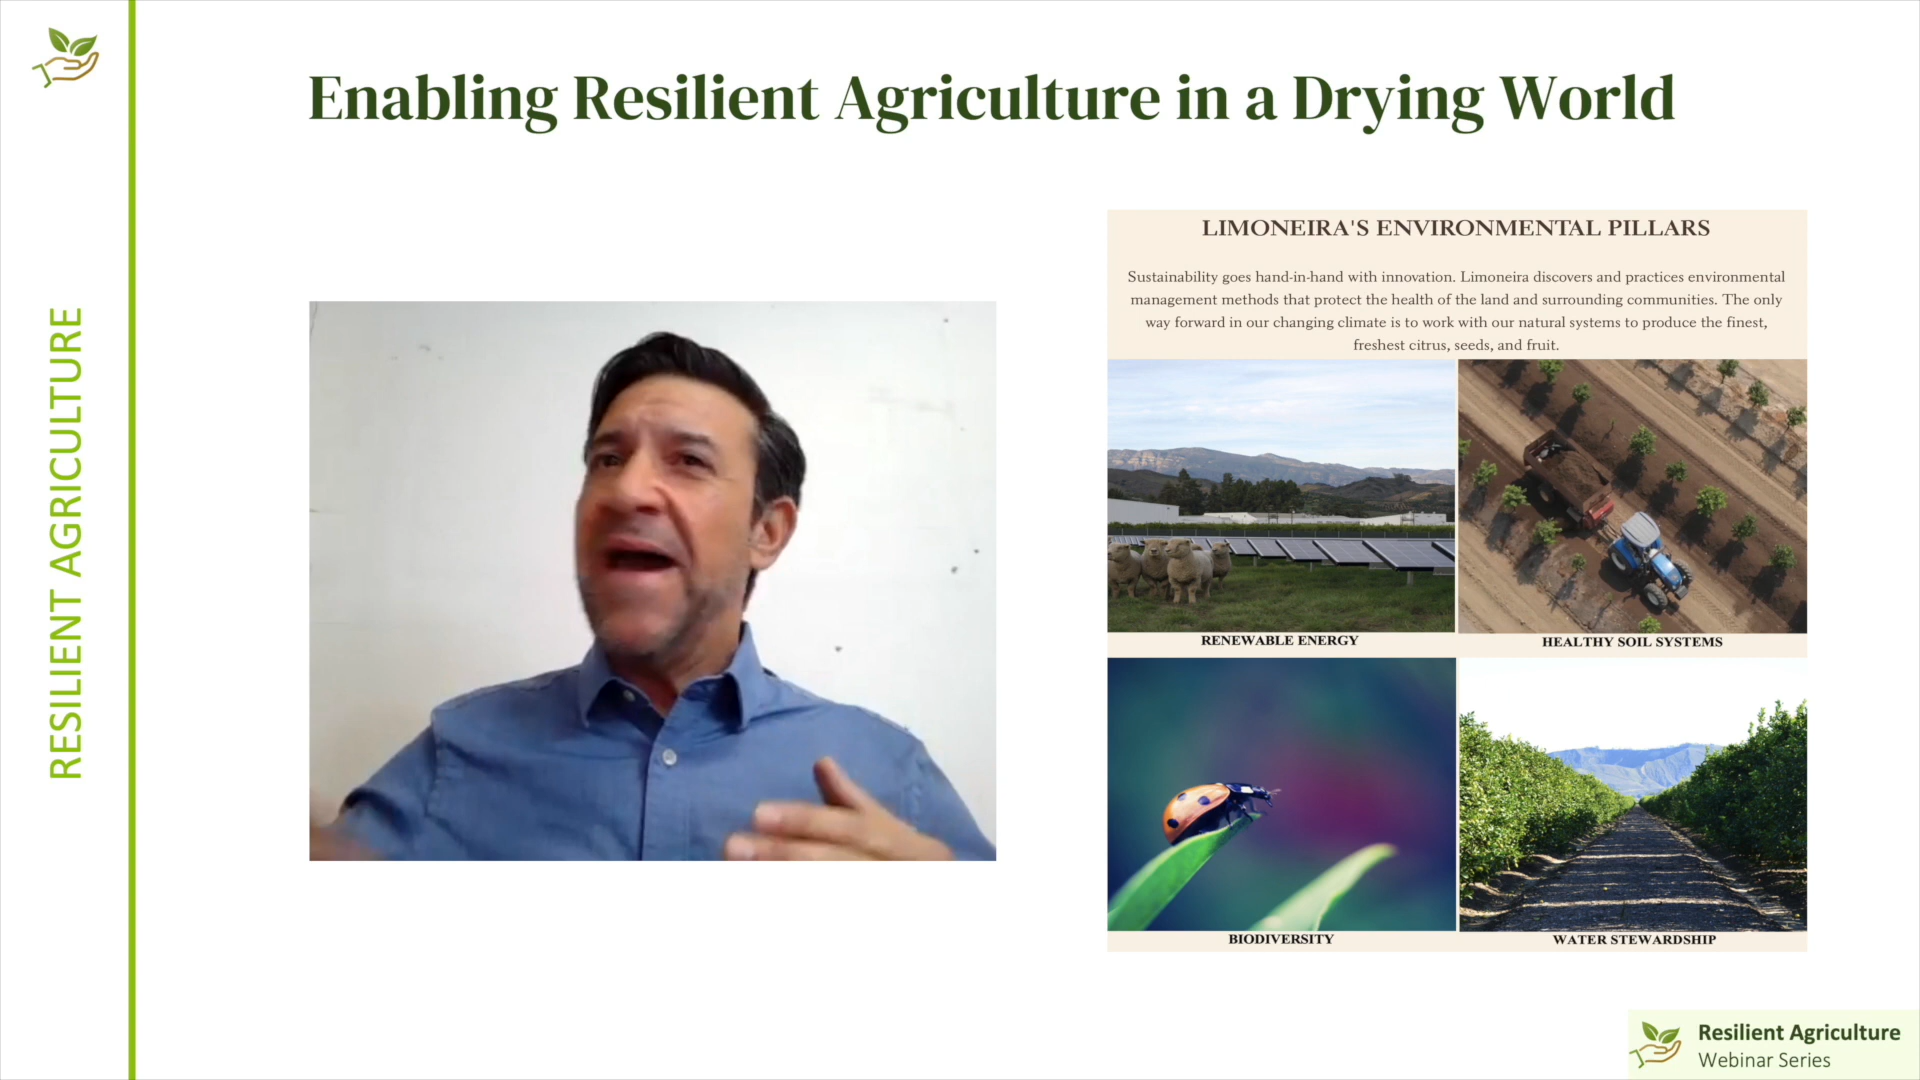 Enabling Resilient Agriculture in a Drying World
RESILIENT AGRICULTURE
LIMONEIRA'S ENVIRONMENTAL PILLARS
Sustainability goes hand-in-hand with innovation. Limoneira discovers and practices environmental
management methods that protect the health of the land and surrounding communities. The only
way forward in our changing climate is to work with our natural systems to produce the finest,
freshest citrus, seeds, and fruit.
RENEWABLE ENERGY
HEALTHY SOIL SYSTEMS
BIODIVERSITY
WATER STEWARDSHIP
Resilient Agriculture
Webinar Series